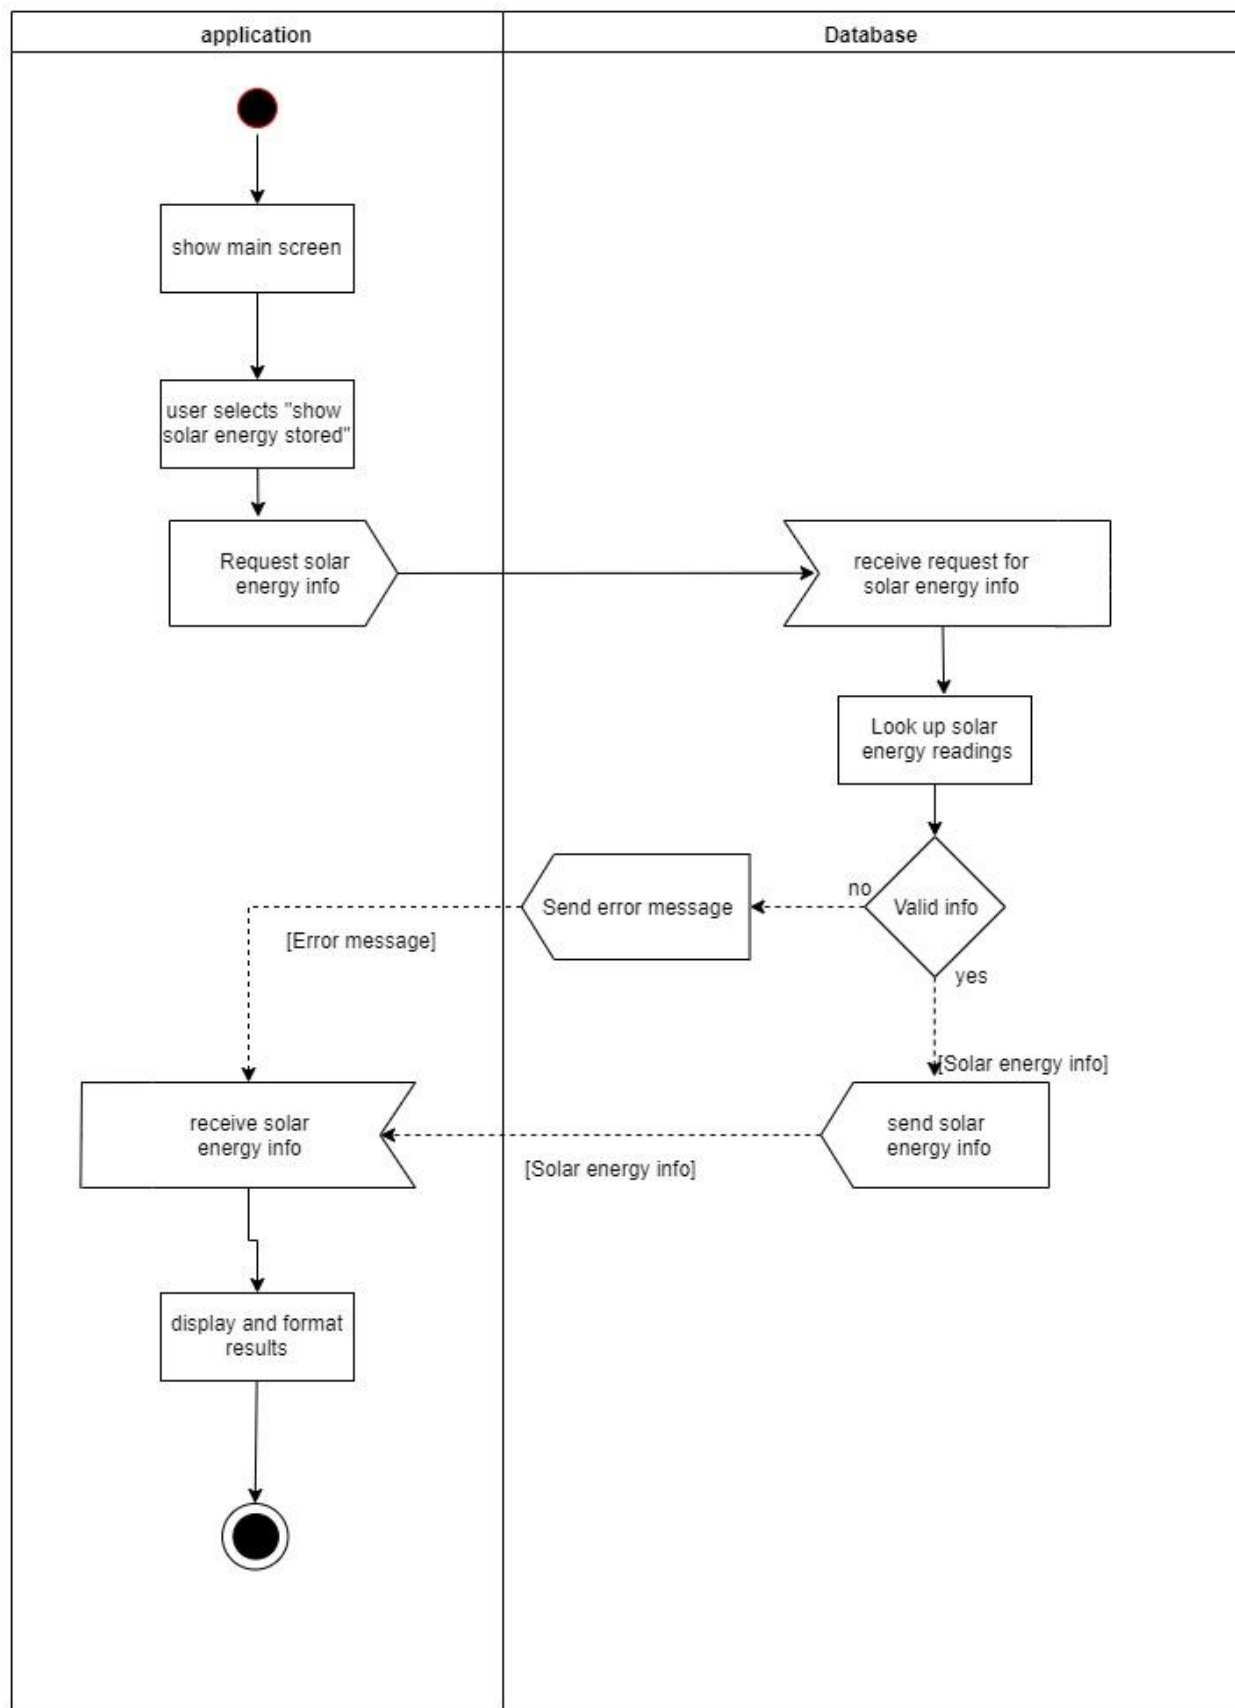 application
Database
show main screen
user selects "show
solar energy stored"
Request solar
energy info
receive request for
solar energy info
Look up solar
energy readings
no
Send error message
Valid info
[Error message]
yes
[Solar energy info]
receive solar
energy info
send solar
energy info
[Solar energy info]
display and format
results